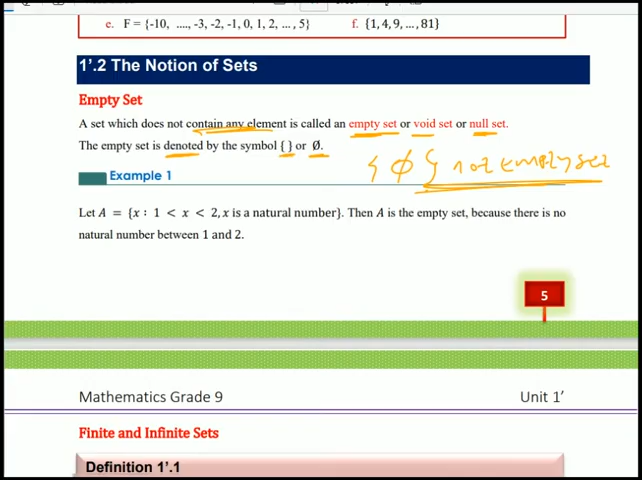 e. F = {-10, ...., -3, -2, -1, 0, 1, 2, ... , 5} f. {1, 4, 9, ... , 81}
1′.2 The Notion of Sets
Empty Set
A set which does not contain any element is called an empty set or void set or null set.
The empty set is denoted by the symbol { } or Ø.
{ ϕ } not empty set
Example 1
Let A = {x : 1 < x < 2, x is a natural number}. Then A is the empty set, because there is no
natural number between 1 and 2.
5
Mathematics Grade 9 Unit 1′
Finite and Infinite Sets
Definition 1′.1